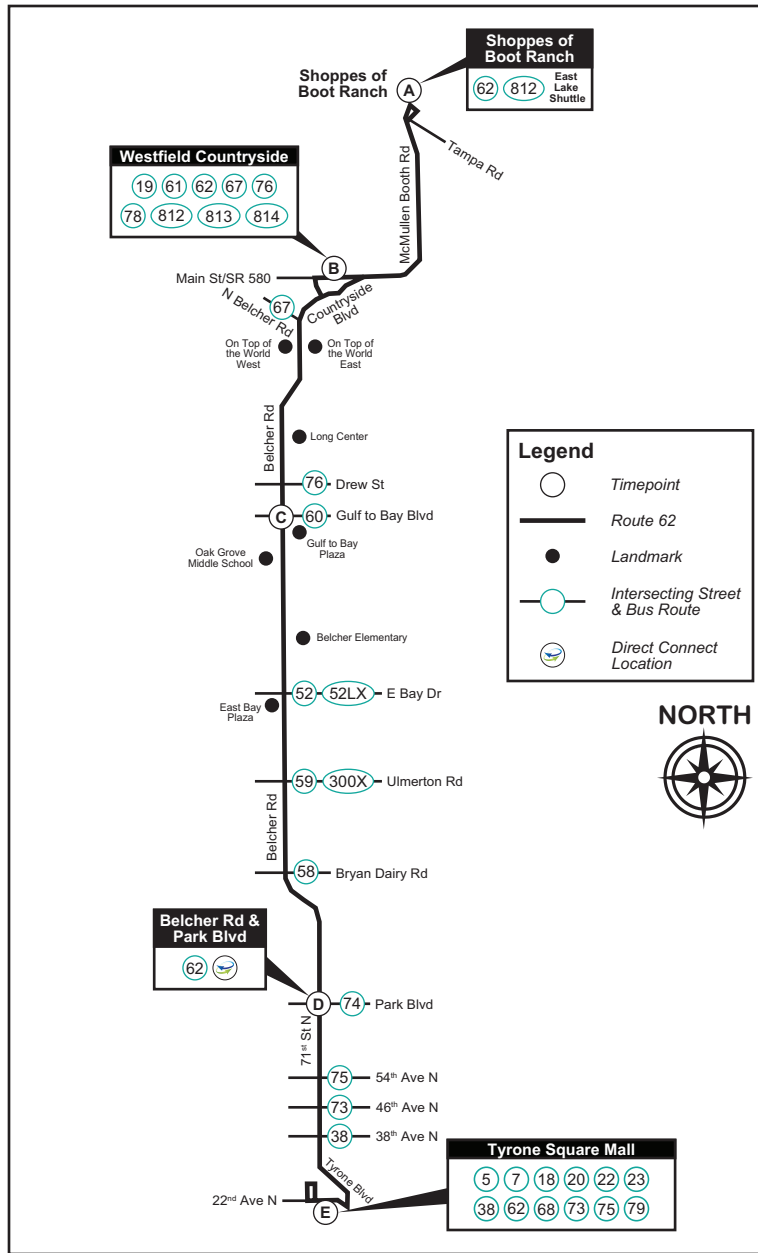 Shoppes of
Boot Ranch
62 812 East
Lake
Shuttle
Shoppes of
Boot Ranch
A
Tampa Rd
McMullen Booth Rd
Westfield Countryside
19 61 62 67 76
78 812 813 814
B
Main St/SR 580
Countryside
Blvd
N Belcher Rd
67
On Top of
the World
West
On Top of
the World
East
Belcher Rd
Long Center
76 Drew St
C 60 Gulf to Bay Blvd
Gulf to Bay
Plaza
Oak Grove
Middle School
Belcher Elementary
52 52LX E Bay Dr
East Bay
Plaza
59 300X Ulmerton Rd
Belcher Rd
58 Bryan Dairy Rd
Belcher Rd &
Park Blvd
62
D 74 Park Blvd
71st St N
75 54th Ave N
73 46th Ave N
38 38th Ave N
Tyrone Blvd
22nd Ave N
E
Tyrone Square Mall
5 7 18 20 22 23
38 62 68 73 75 79
Legend
Timepoint
Route 62
Landmark
Intersecting Street
& Bus Route
Direct Connect
Location
NORTH